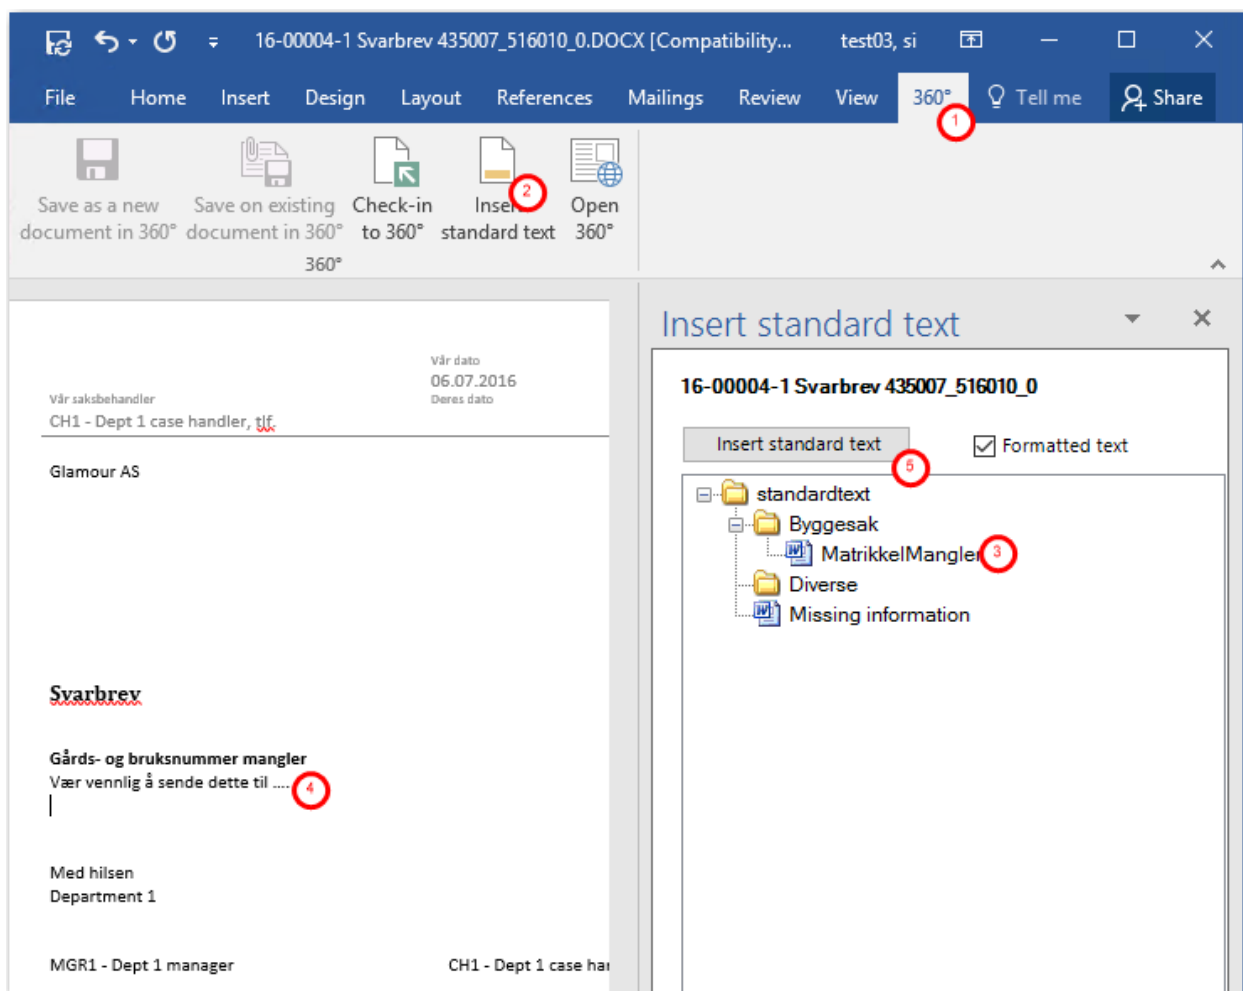 16-00004-1 Svarbrev 435007_516010_0.DOCX [Compatibility... test03, si
File Home Insert Design Layout References Mailings Review View 360° Tell me Share
1
Save as a new document in 360°
Save on existing document in 360°
Check-in to 360°
Insert standard text
2
Open 360°
360°
Vår dato
06.07.2016
Vår saksbehandler
Deres dato
CH1 - Dept 1 case handler, tlf.
Glamour AS
Svarbrev
Gårds- og bruksnummer mangler
Vær vennlig å sende dette til ....
4
Med hilsen
Department 1
MGR1 - Dept 1 manager CH1 - Dept 1 case har
Insert standard text
16-00004-1 Svarbrev 435007_516010_0
Insert standard text
5
Formatted text
standardtext
Byggesak
MatrikkelMangler
3
Diverse
Missing information